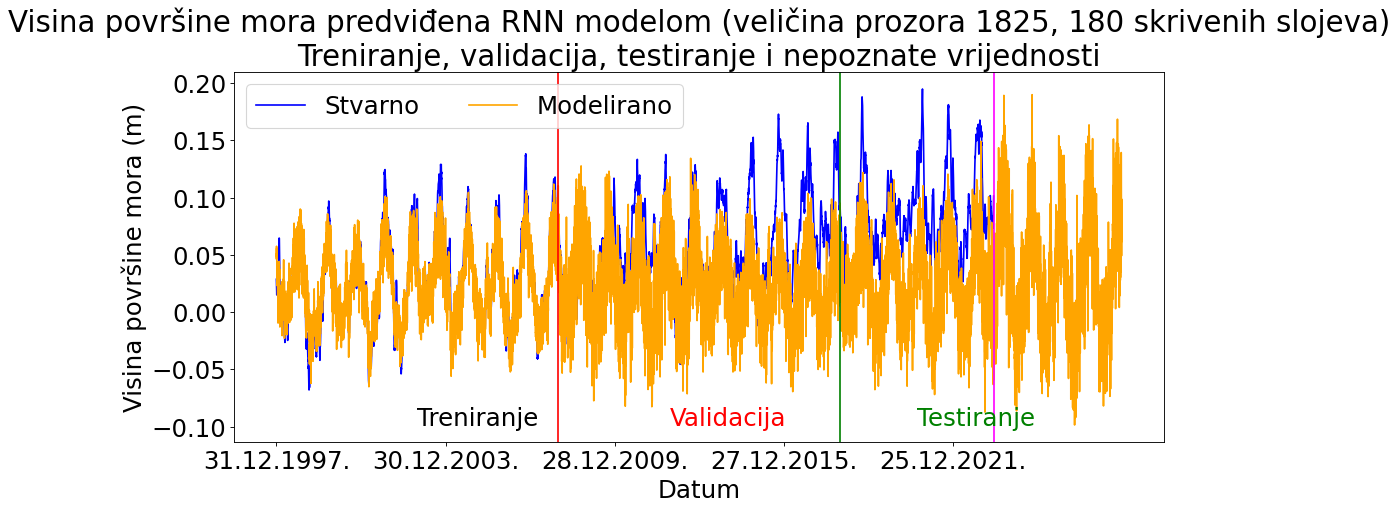 Visina površine mora predviđena RNN modelom (veličina prozora 1825, 180 skrivenih slojeva)
Treniranje, validacija, testiranje i nepoznate vrijednosti
Stvarno
Modelirano
Visina površine mora (m)
0.20
0.15
0.10
0.05
0.00
−0.05
−0.10
Treniranje
Validacija
Testiranje
31.12.1997.
30.12.2003.
28.12.2009.
27.12.2015.
25.12.2021.
Datum